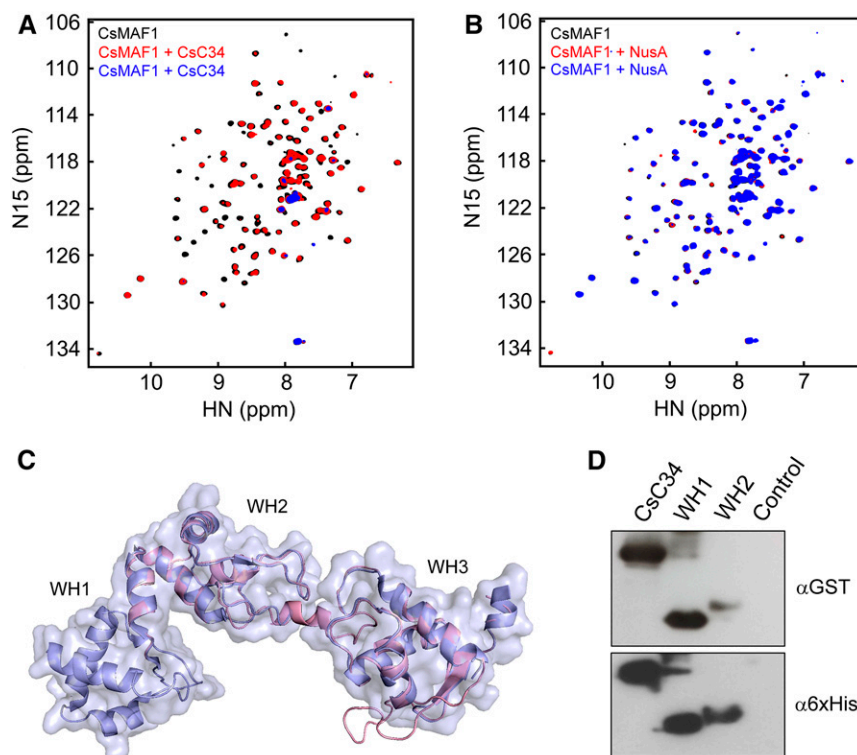 A
CsMAF1
CsMAF1 + CsC34
CsMAF1 + CsC34
106
110
114
118
122
126
130
134
N15 (ppm)
10
9
8
7
HN (ppm)
B
CsMAF1
CsMAF1 + NusA
CsMAF1 + NusA
106
110
114
118
122
126
130
134
N15 (ppm)
10
9
8
7
HN (ppm)
C
WH1
WH2
WH3
D
CsC34
WH1
WH2
Control
αGST
α6xHis